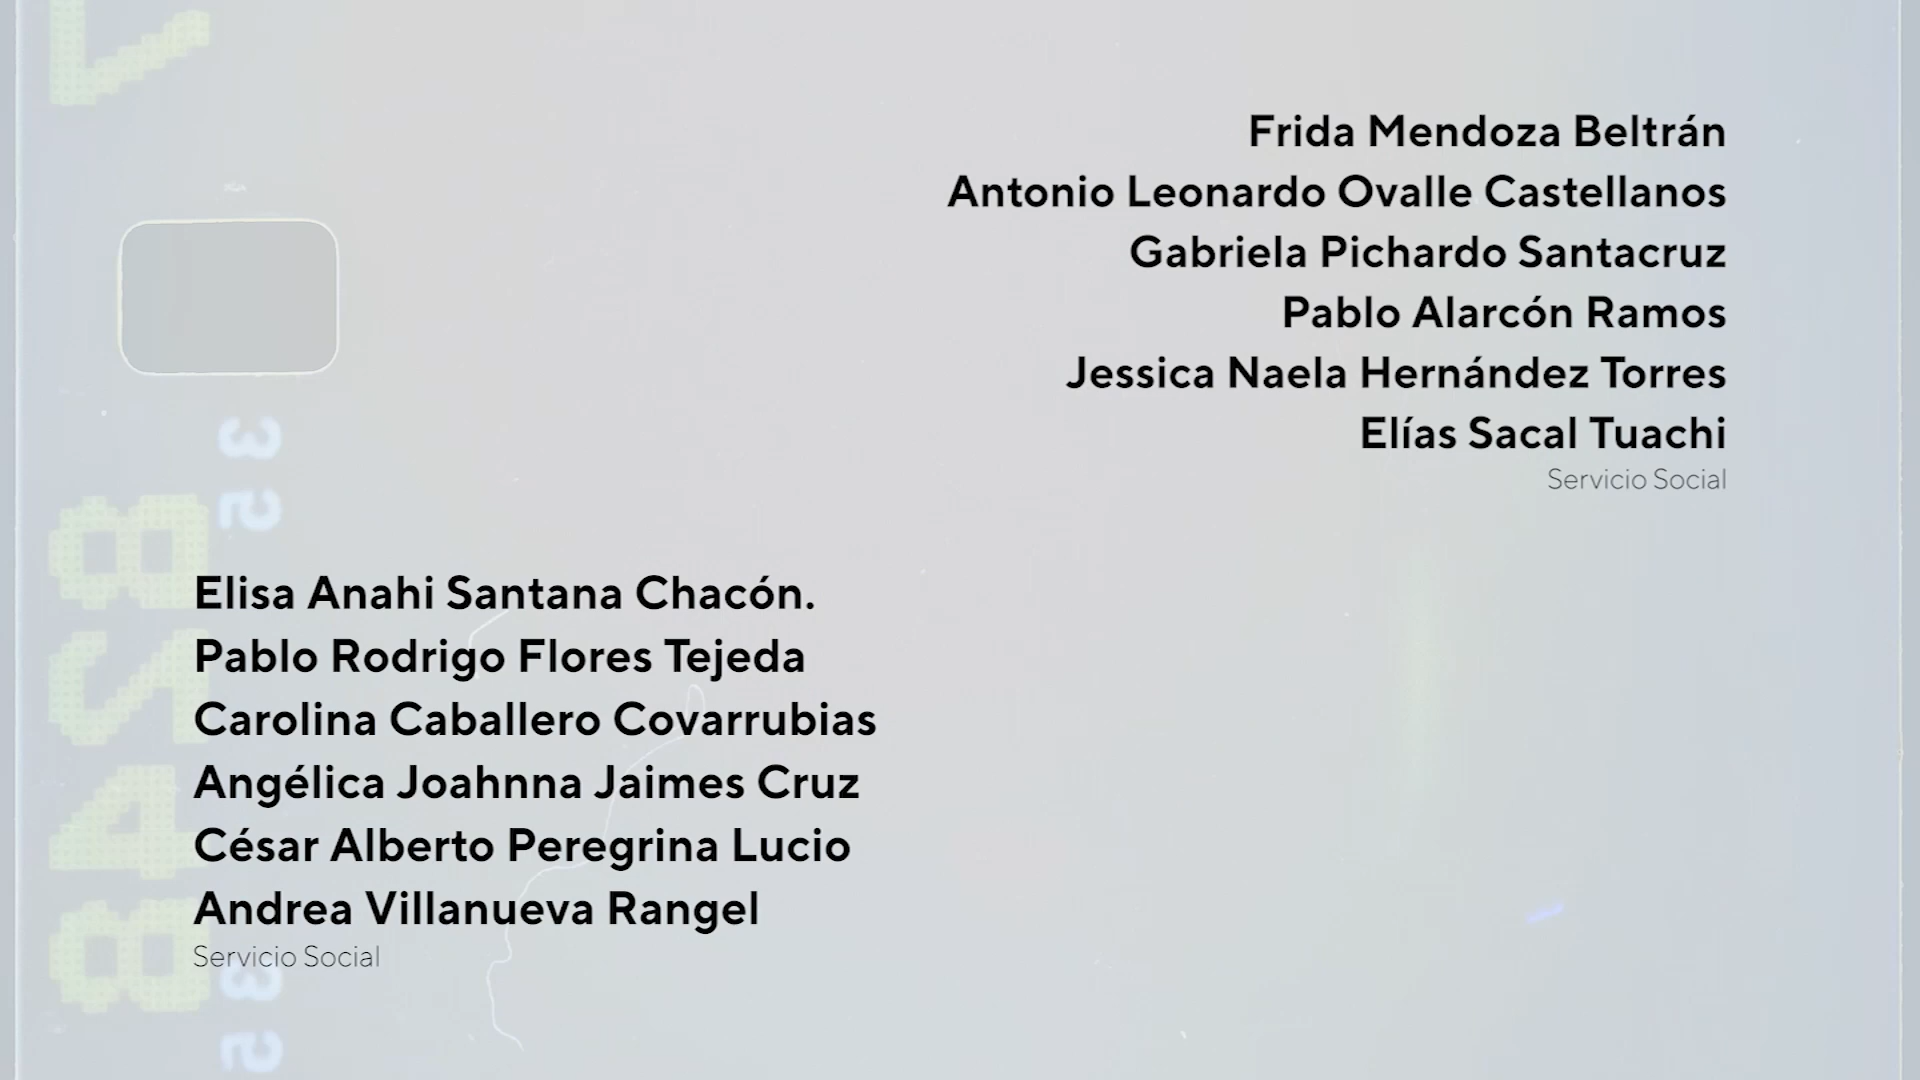 Frida Mendoza Beltrán
Antonio Leonardo Ovalle Castellanos
Gabriela Pichardo Santacruz
Pablo Alarcón Ramos
Jessica Naela Hernández Torres
Elías Sacal Tuachi
Servicio Social
Elisa Anahi Santana Chacón.
Pablo Rodrigo Flores Tejeda
Carolina Caballero Covarrubias
Angélica Joahnna Jaimes Cruz
César Alberto Peregrina Lucio
Andrea Villanueva Rangel
Servicio Social